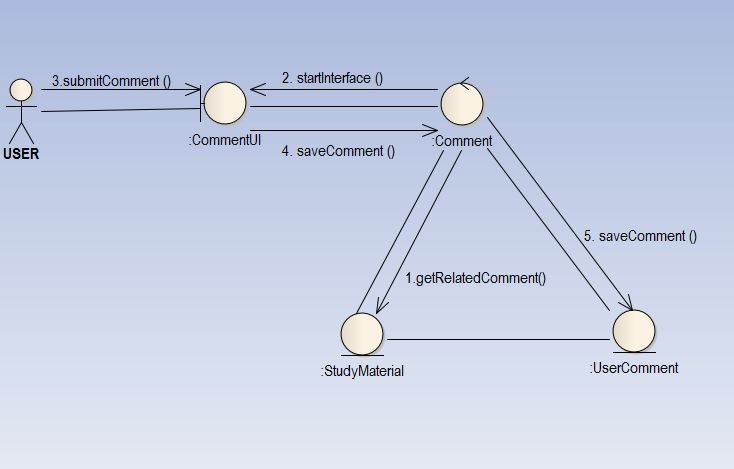 3.submitComment ()
2. startInterface ()
USER
:CommentUI
:Comment
4. saveComment ()
5. saveComment ()
1.getRelatedComment()
:StudyMaterial
:UserComment